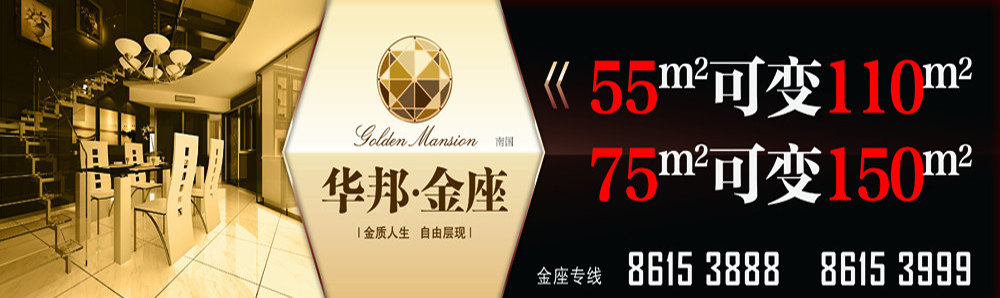 Golden Mansion 南国
华邦·金座
金质人生 自由层现
55m²可变110m²
75m²可变150m²
金座专线 8615 3888 8615 3999